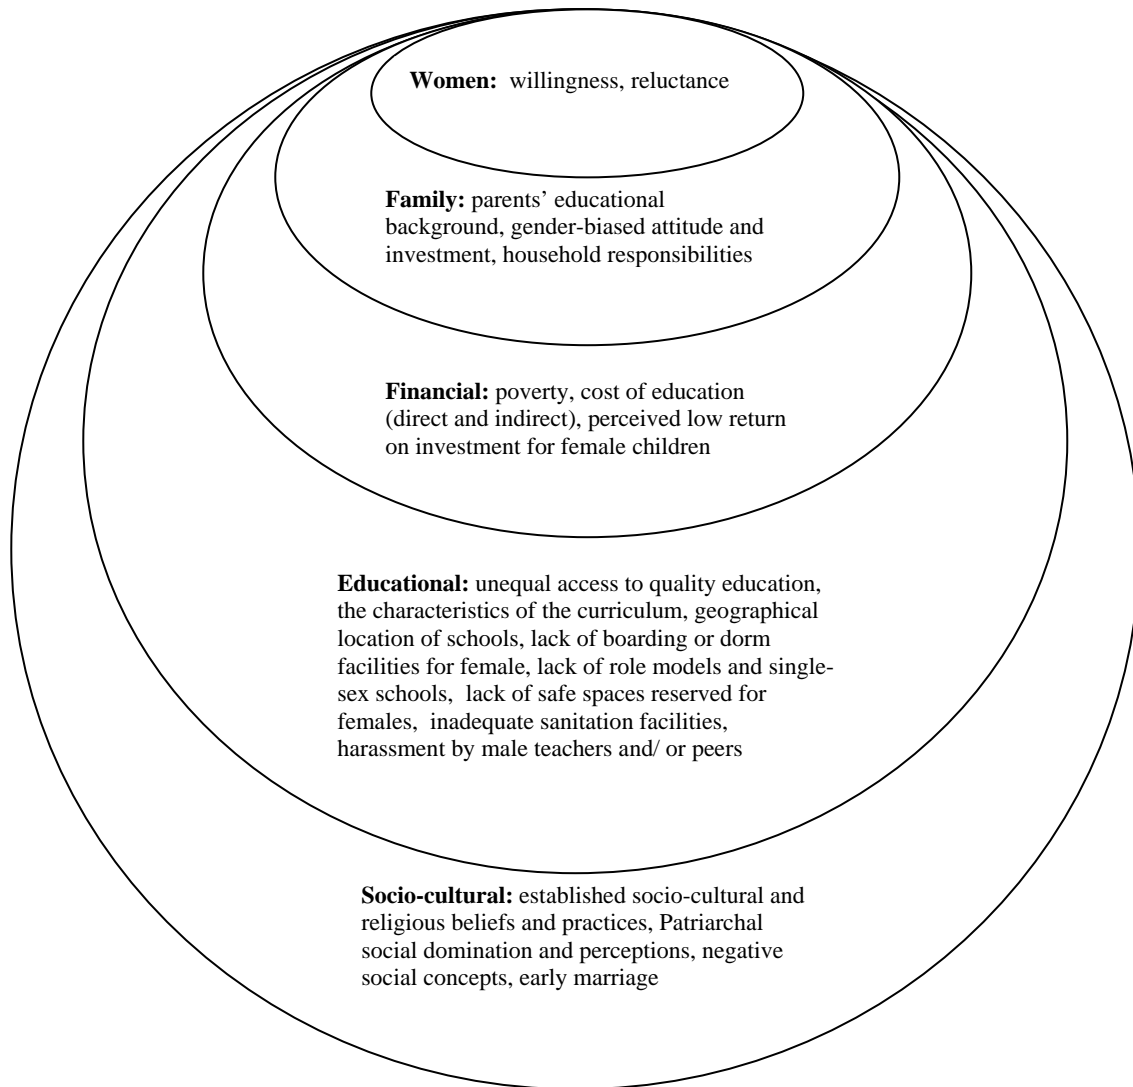 Women: willingness, reluctance
Family: parents’ educational
background, gender-biased attitude and
investment, household responsibilities
Financial: poverty, cost of education
(direct and indirect), perceived low return
on investment for female children
Educational: unequal access to quality education,
the characteristics of the curriculum, geographical
location of schools, lack of boarding or dorm
facilities for female, lack of role models and single-
sex schools, lack of safe spaces reserved for
females, inadequate sanitation facilities,
harassment by male teachers and/ or peers
Socio-cultural: established socio-cultural and
religious beliefs and practices, Patriarchal
social domination and perceptions, negative
social concepts, early marriage